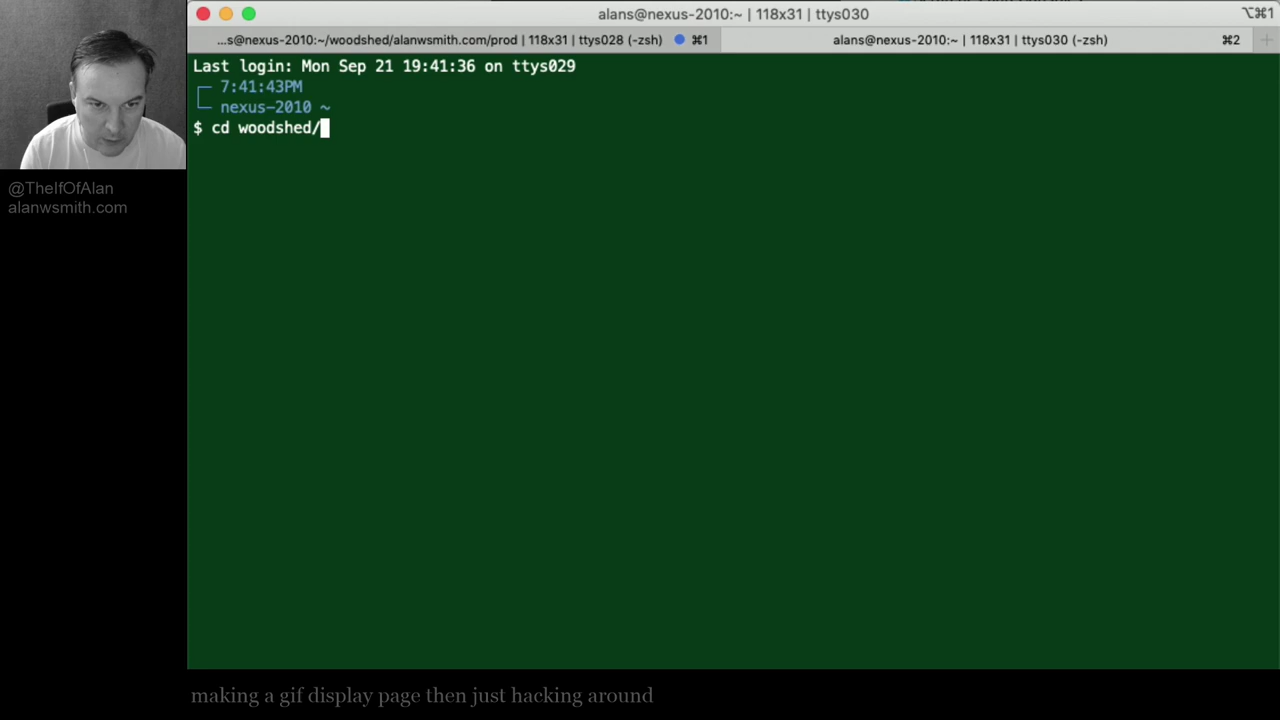 alans@nexus-2010:~ | 118x31 | ttys030
⌥⌘1
...s@nexus-2010:~/woodshed/alanwsmith.com/prod | 118x31 | ttys028 (-zsh) ⌘1
alans@nexus-2010:~ | 118x31 | ttys030 (-zsh) ⌘2
Last login: Mon Sep 21 19:41:36 on ttys029
7:41:43PM
nexus-2010 ~
$ cd woodshed/
@TheIfOfAlan
alanwsmith.com
making a gif display page then just hacking around